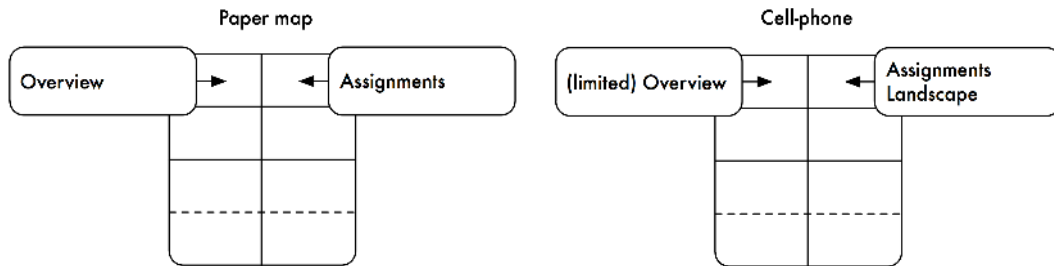 Paper map
Overview
Assignments
Cell-phone
(limited) Overview
Assignments
Landscape